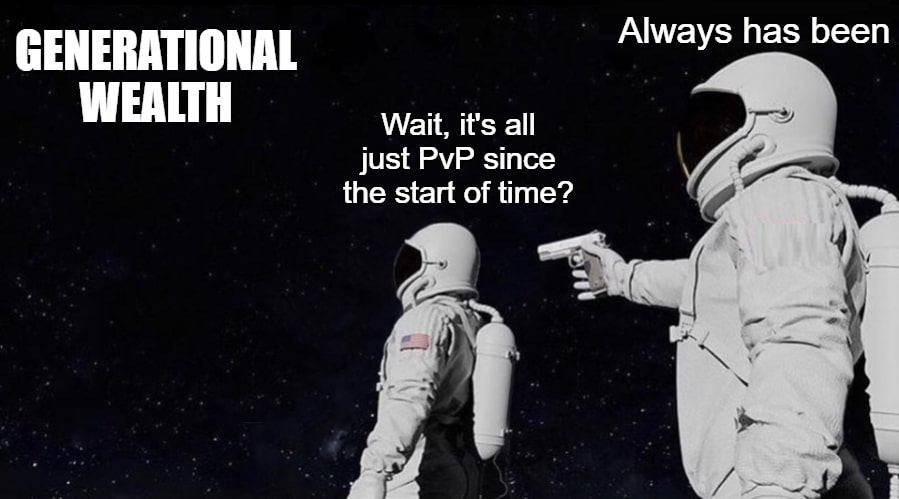 GENERATIONAL
WEALTH
Always has been
Wait, it's all
just PvP since
the start of time?